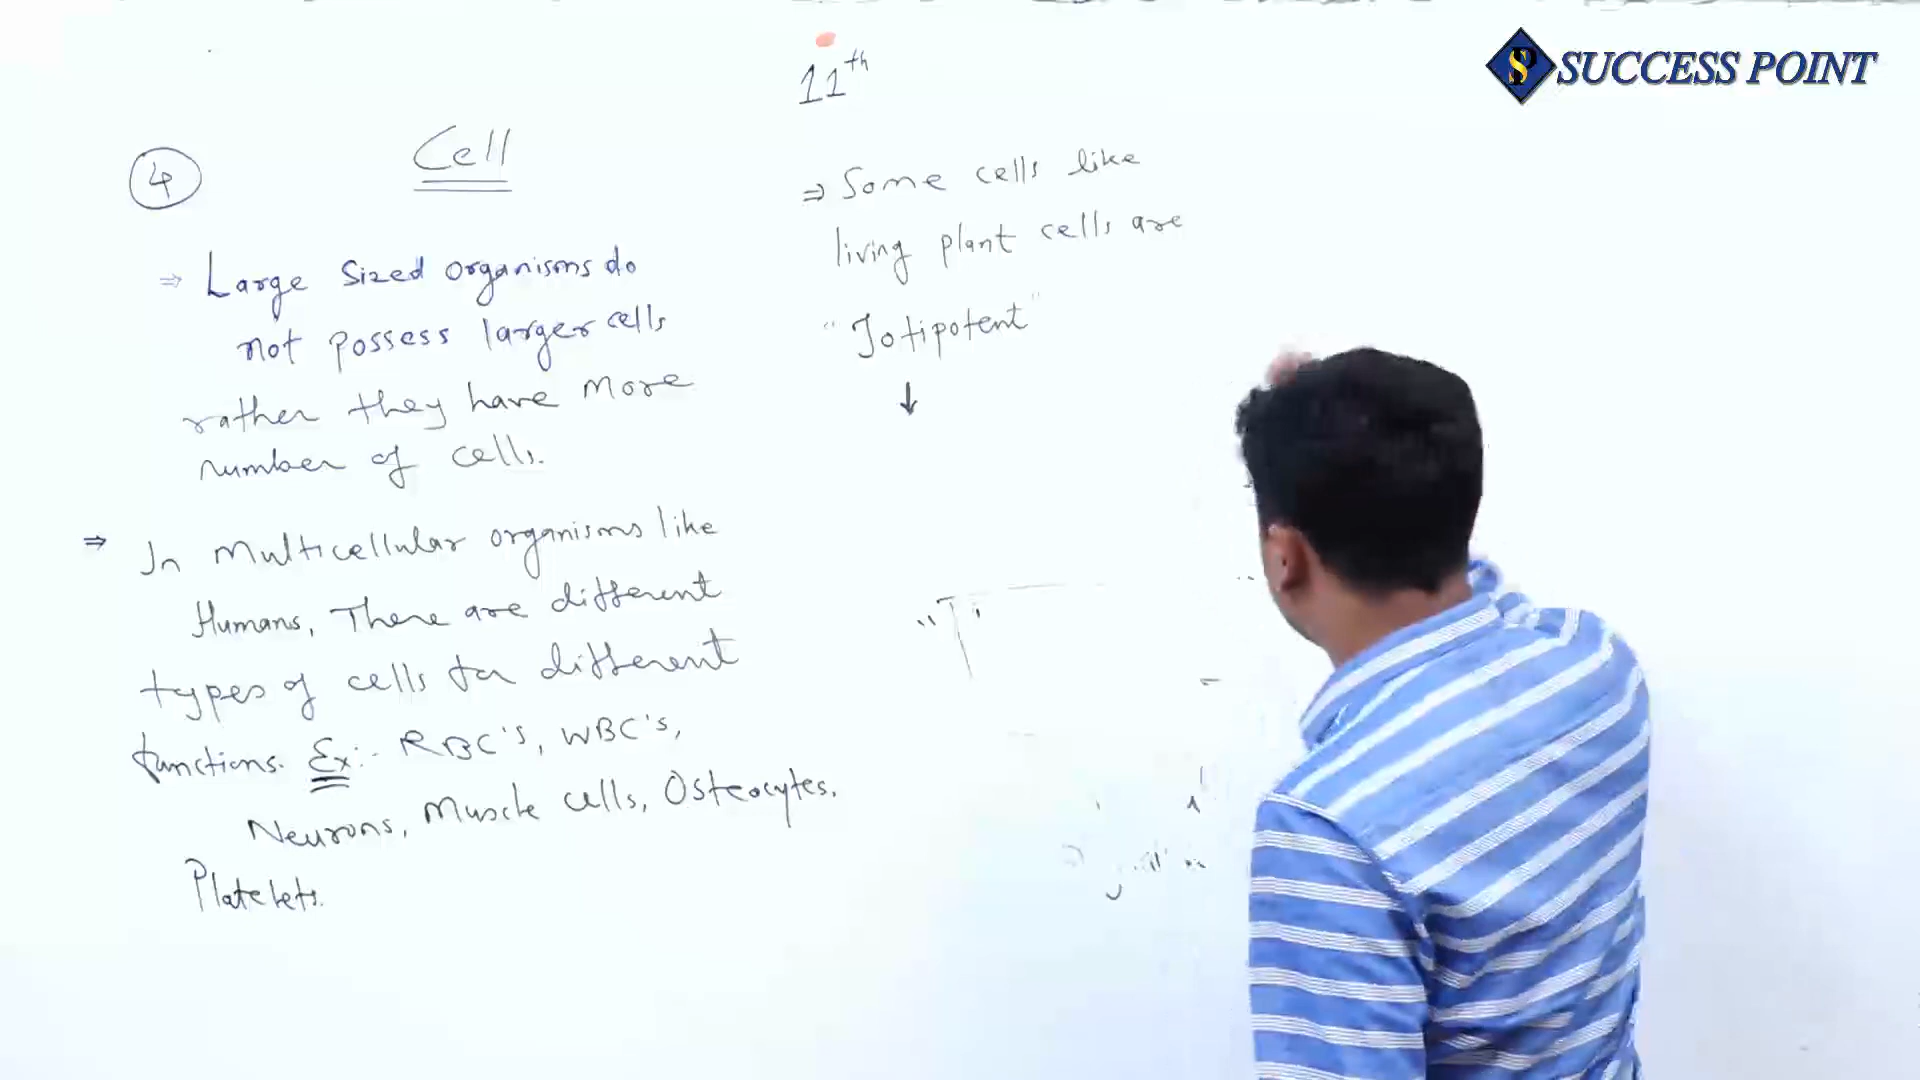 11th
SUCCESS POINT
4
Cell
⇒ Large Sized organisms do
not possess larger cells
rather they have more
number of cells.
⇒ In Multicellular organisms like
Humans, There are different
types of cells for different
functions. Ex:- RBC's, WBC's,
Neurons, Muscle cells, Osteocytes,
Platelets.
⇒ Some cells like
living plant cells are
"Totipotent"
↓